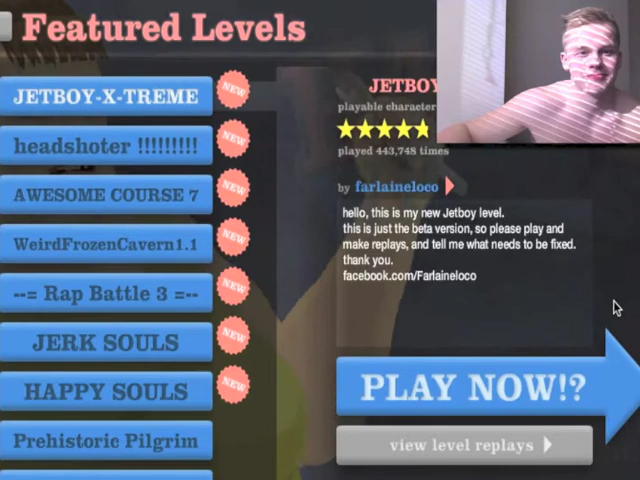 Featured Levels
JETBOY-X-TREME
NEW
headshoter !!!!!!!!!
NEW
AWESOME COURSE 7
NEW
WeirdFrozenCavern1.1
NEW
--= Rap Battle 3 =--
NEW
JERK SOULS
NEW
HAPPY SOULS
NEW
Prehistoric Pilgrim
JETBOY
playable character
played 443,748 times
by farlaineloco
hello, this is my new Jetboy level.
this is just the beta version, so please play and
make replays, and tell me what needs to be fixed.
thank you.
facebook.com/Farlaineloco
PLAY NOW!?
view level replays